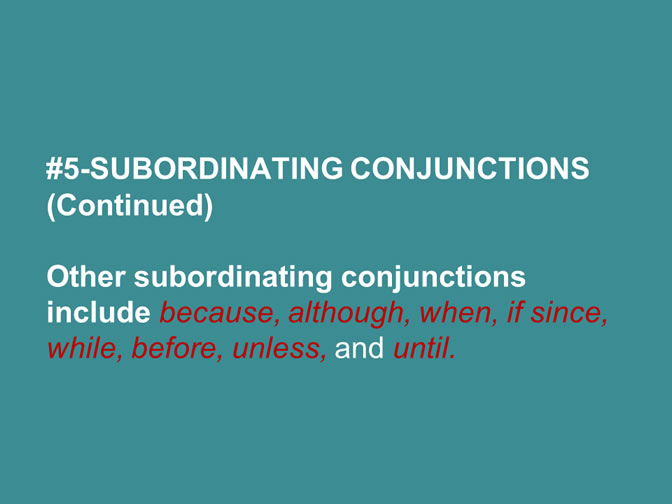 #5-SUBORDINATING CONJUNCTIONS
(Continued)
Other subordinating conjunctions
include because, although, when, if since,
while, before, unless, and until.